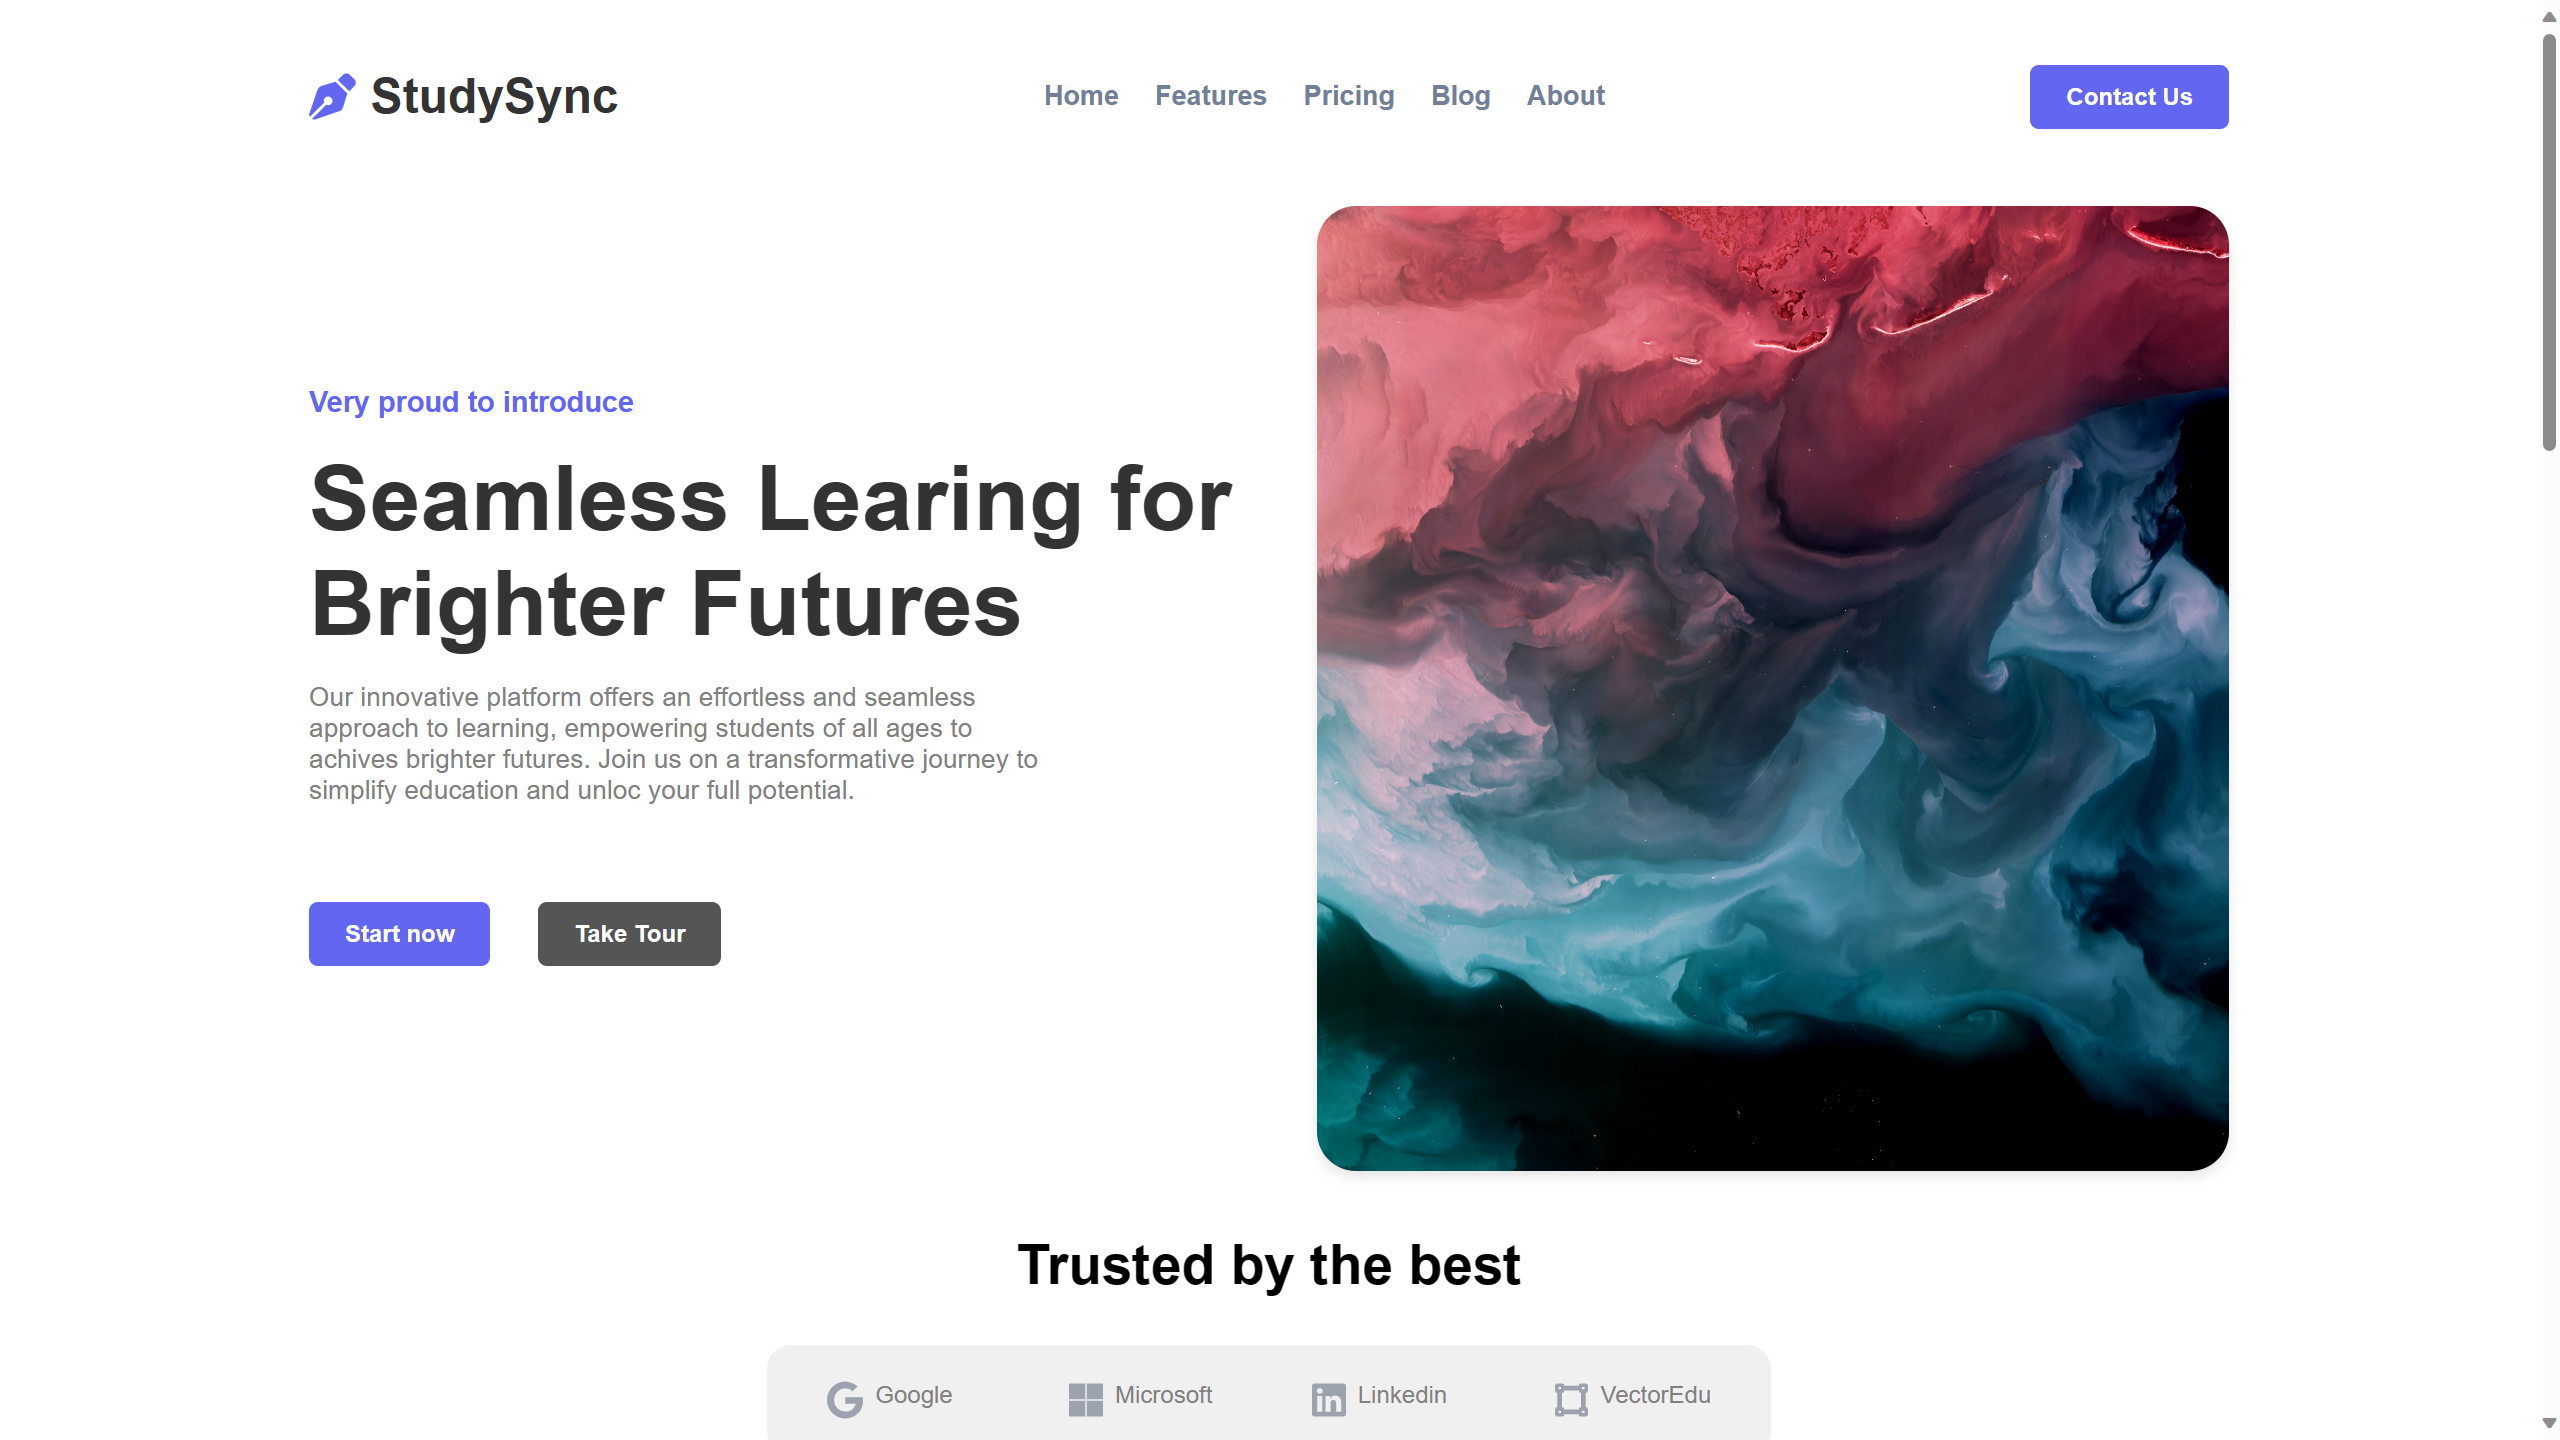 StudySync
Home Features Pricing Blog About
Contact Us
Very proud to introduce
Seamless Learing for
Brighter Futures
Our innovative platform offers an effortless and seamless
approach to learning, empowering students of all ages to
achives brighter futures. Join us on a transformative journey to
simplify education and unloc your full potential.
Start now
Take Tour
Trusted by the best
Google
Microsoft
Linkedin
VectorEdu